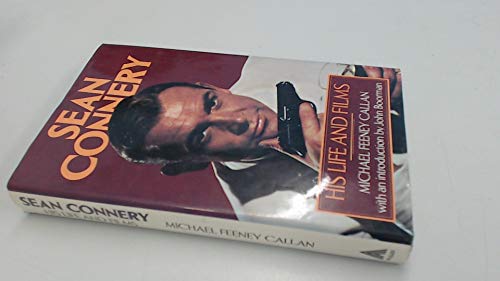 SEAN
CONNERY
HIS LIFE AND FILMS
MICHAEL FEENEY CALLAN
with an introduction by John Boorman
SEAN CONNERY
HIS LIFE AND FILMS
MICHAEL FEENEY CALLAN